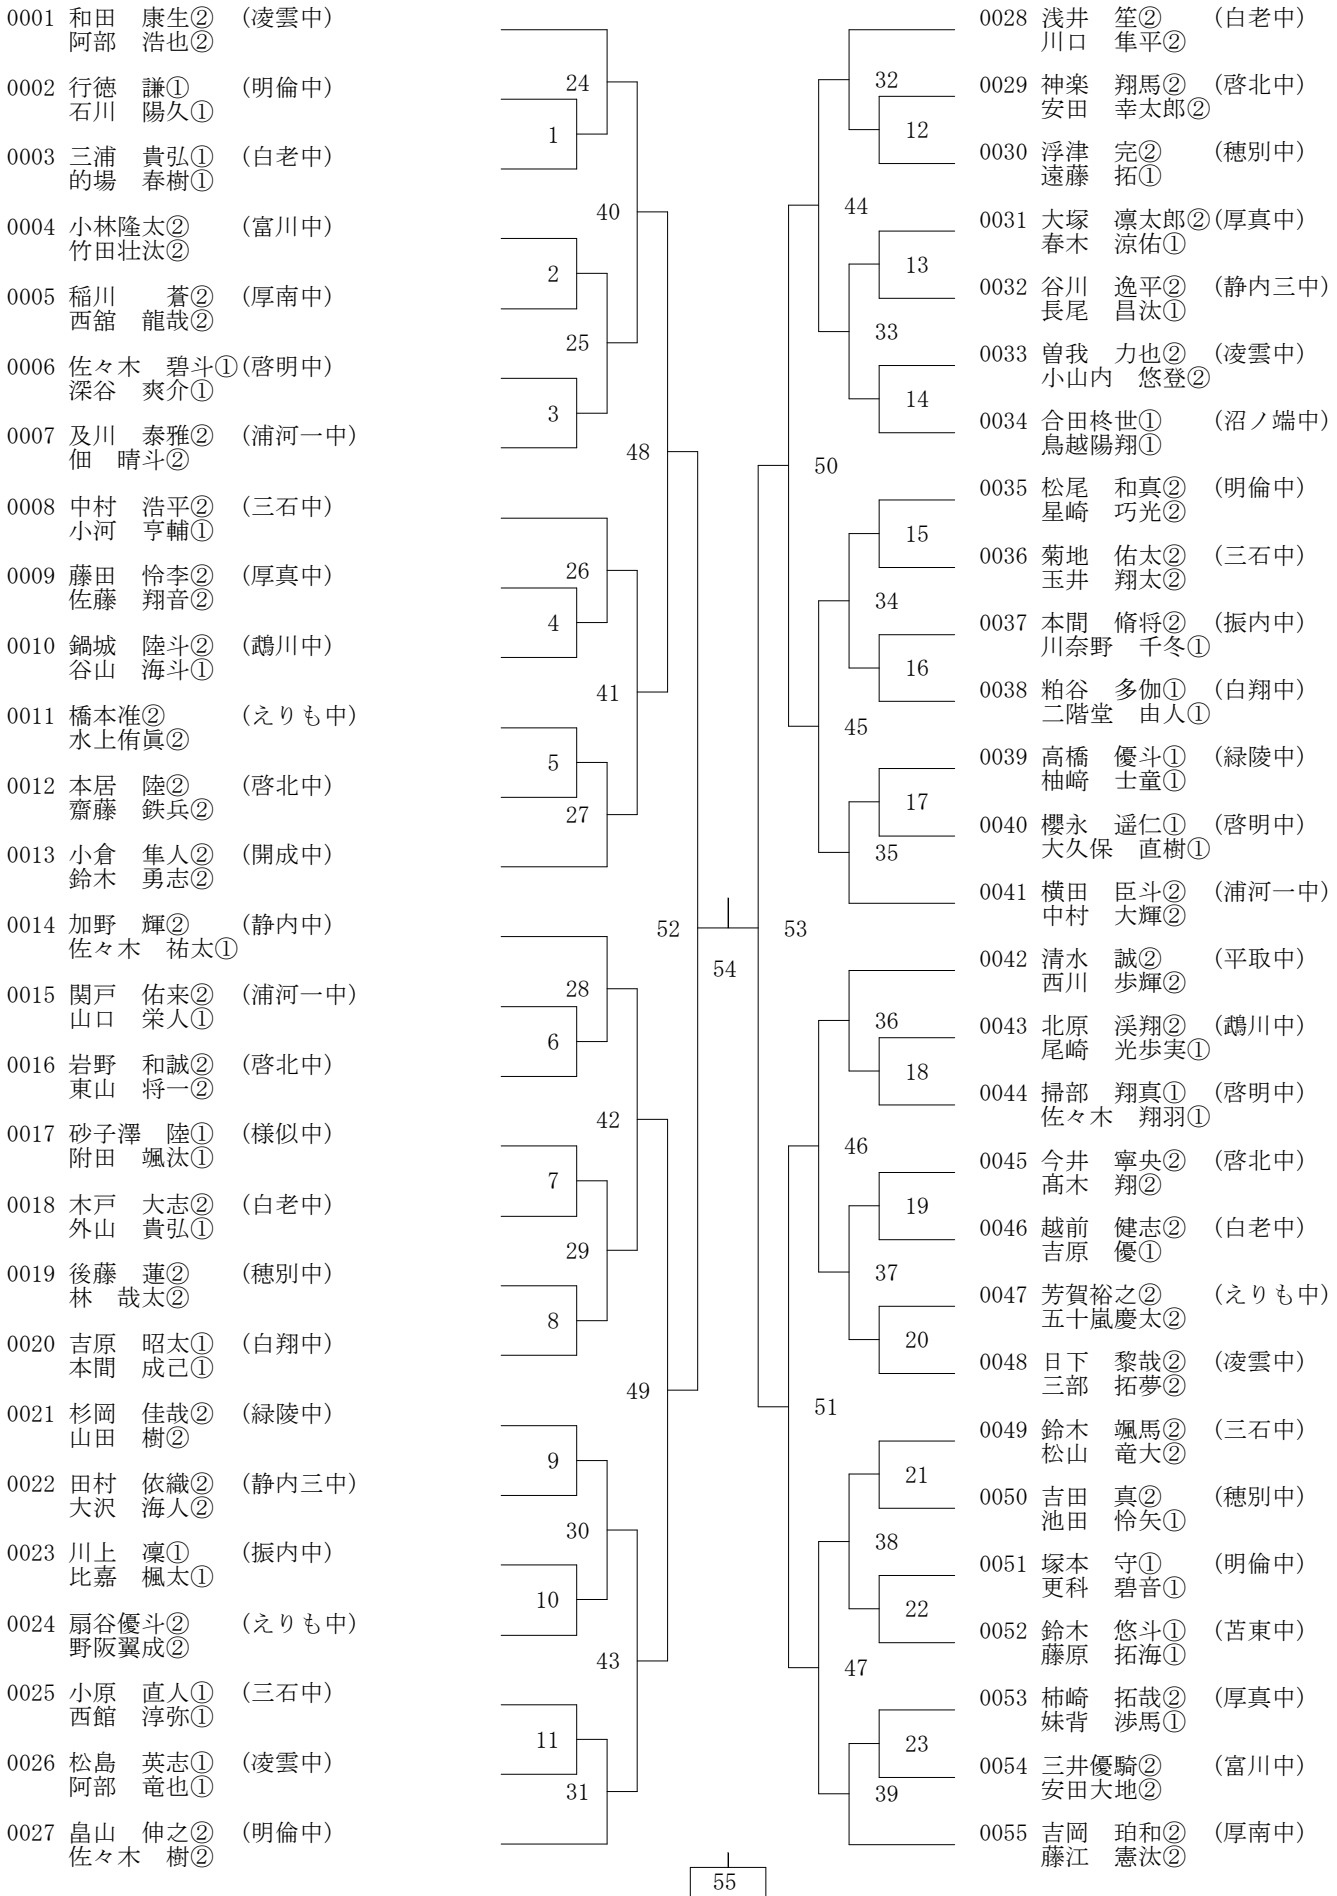 0001 和田　康生② (凌雲中)
阿部　浩也②
0002 行徳　謙① (明倫中)
石川　陽久①
0003 三浦　貴弘① (白老中)
的場　春樹①
0004 小林隆太② (富川中)
竹田壮汰②
0005 稲川　　蒼② (厚南中)
西舘　龍哉②
0006 佐々木　碧斗① (啓明中)
深谷　爽介①
0007 及川　泰雅② (浦河一中)
佃　晴斗②
0008 中村　浩平② (三石中)
小河　亨輔①
0009 藤田　怜李② (厚真中)
佐藤　翔音②
0010 鍋城　陸斗② (鵡川中)
谷山　海斗①
0011 橋本准② (えりも中)
水上侑眞②
0012 本居　陸② (啓北中)
齋藤　鉄兵②
0013 小倉　隼人② (開成中)
鈴木　勇志②
0014 加野　輝② (静内中)
佐々木　祐太①
0015 関戸　佑来② (浦河一中)
山口　栄人①
0016 岩野　和誠② (啓北中)
東山　将一②
0017 砂子澤　陸① (様似中)
附田　颯汰①
0018 木戸　大志② (白老中)
外山　貴弘①
0019 後藤　蓮② (穂別中)
林　哉太②
0020 吉原　昭太① (白翔中)
本間　成己①
0021 杉岡　佳哉② (緑陵中)
山田　樹②
0022 田村　依織② (静内三中)
大沢　海人②
0023 川上　凜① (振内中)
比嘉　楓太①
0024 扇谷優斗② (えりも中)
野阪翼成②
0025 小原　直人① (三石中)
西館　淳弥①
0026 松島　英志① (凌雲中)
阿部　竜也①
0027 畠山　伸之② (明倫中)
佐々木　樹②
24
1
40
2
25
3
48
26
4
41
5
27
52
28
6
42
7
29
8
49
9
30
10
43
11
31
54
55
32
12
44
13
33
14
50
15
34
16
45
17
35
53
36
18
46
19
37
20
51
21
38
22
47
23
39
0028 浅井　笙② (白老中)
川口　隼平②
0029 神楽　翔馬② (啓北中)
安田　幸太郎②
0030 浮津　完② (穂別中)
遠藤　拓①
0031 大塚　凛太郎② (厚真中)
春木　涼佑①
0032 谷川　逸平② (静内三中)
長尾　昌汰①
0033 曽我　力也② (凌雲中)
小山内　悠登②
0034 合田柊世① (沼ノ端中)
鳥越陽翔①
0035 松尾　和真② (明倫中)
星崎　巧光②
0036 菊地　佑太② (三石中)
玉井　翔太②
0037 本間　脩将② (振内中)
川奈野　千冬①
0038 粕谷　多伽① (白翔中)
二階堂　由人①
0039 高橋　優斗① (緑陵中)
柚﨑　士童①
0040 櫻永　遥仁① (啓明中)
大久保　直樹①
0041 横田　臣斗② (浦河一中)
中村　大輝②
0042 清水　誠② (平取中)
西川　歩輝②
0043 北原　渓翔② (鵡川中)
尾崎　光歩実①
0044 掃部　翔真① (啓明中)
佐々木　翔羽①
0045 今井　寧央② (啓北中)
髙木　翔②
0046 越前　健志② (白老中)
吉原　優①
0047 芳賀裕之② (えりも中)
五十嵐慶太②
0048 日下　黎哉② (凌雲中)
三部　拓夢②
0049 鈴木　颯馬② (三石中)
松山　竜大②
0050 吉田　真② (穂別中)
池田　怜矢①
0051 塚本　守① (明倫中)
更科　碧音①
0052 鈴木　悠斗① (苫東中)
藤原　拓海①
0053 柿崎　拓哉② (厚真中)
妹背　渉馬①
0054 三井優騎② (富川中)
安田大地②
0055 吉岡　珀和② (厚南中)
藤江　憲汰②